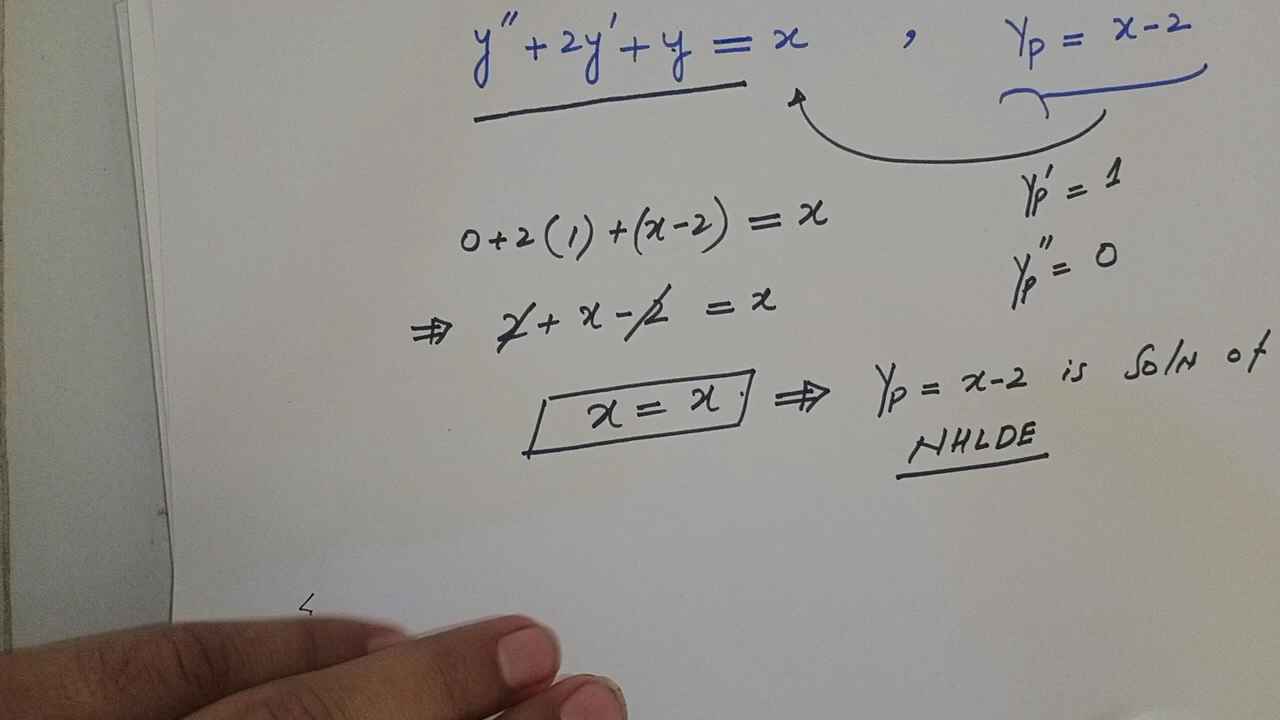 y'' + 2y' + y = x , Yp = x-2
Yp' = 1
0+2(1)+(x-2) = x
Yp'' = 0
⇒ 2 + x - 2 = x
x = x ⇒ Yp = x-2 is Soln of
NHLDE